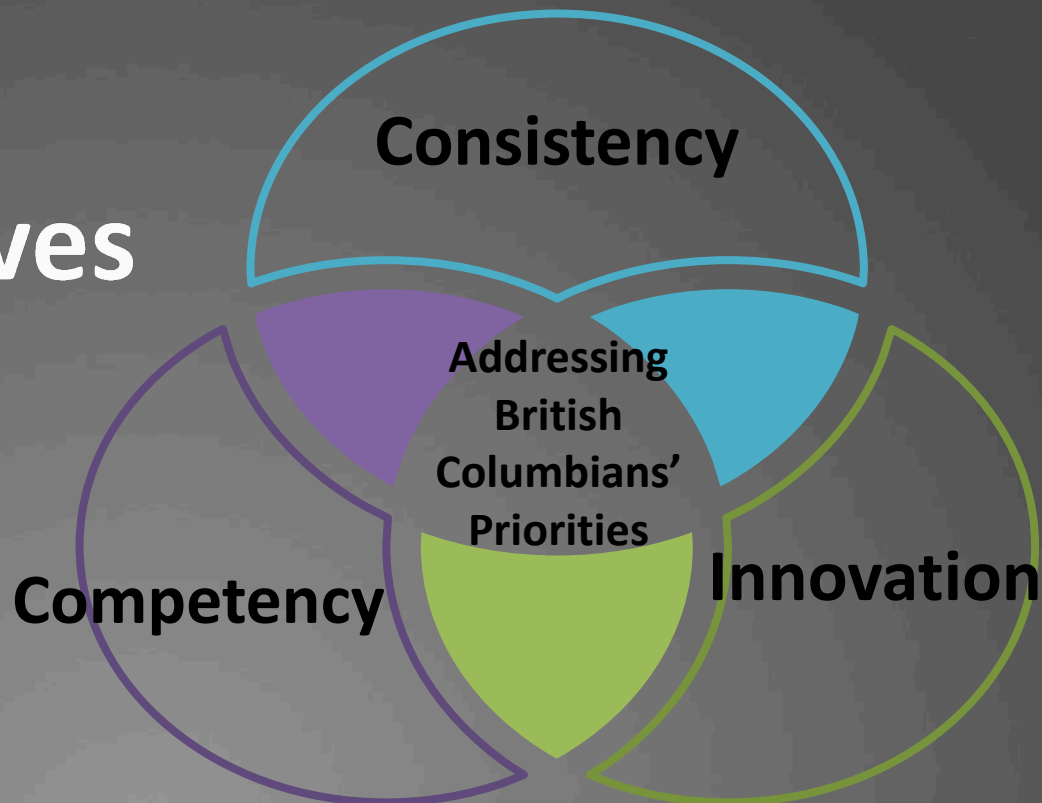 Consistency
ves
Addressing
British
Columbians’
Priorities
Competency
Innovation